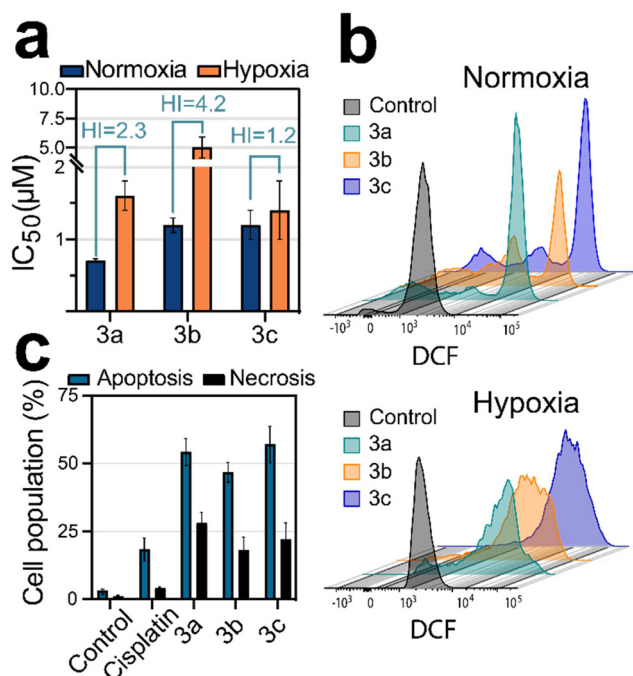 a
Normoxia Hypoxia
10.0
7.5
5.0
2
1
IC50(µM)
HI=2.3
HI=4.2
HI=1.2
3a 3b 3c
b
Normoxia
Control
3a
3b
3c
-10³ 0 10³ 10⁴ 10⁵
DCF
c
Apoptosis Necrosis
Cell population (%)
75
50
25
0
Control Cisplatin 3a 3b 3c
Hypoxia
Control
3a
3b
3c
-10³ 0 10³ 10⁴ 10⁵
DCF